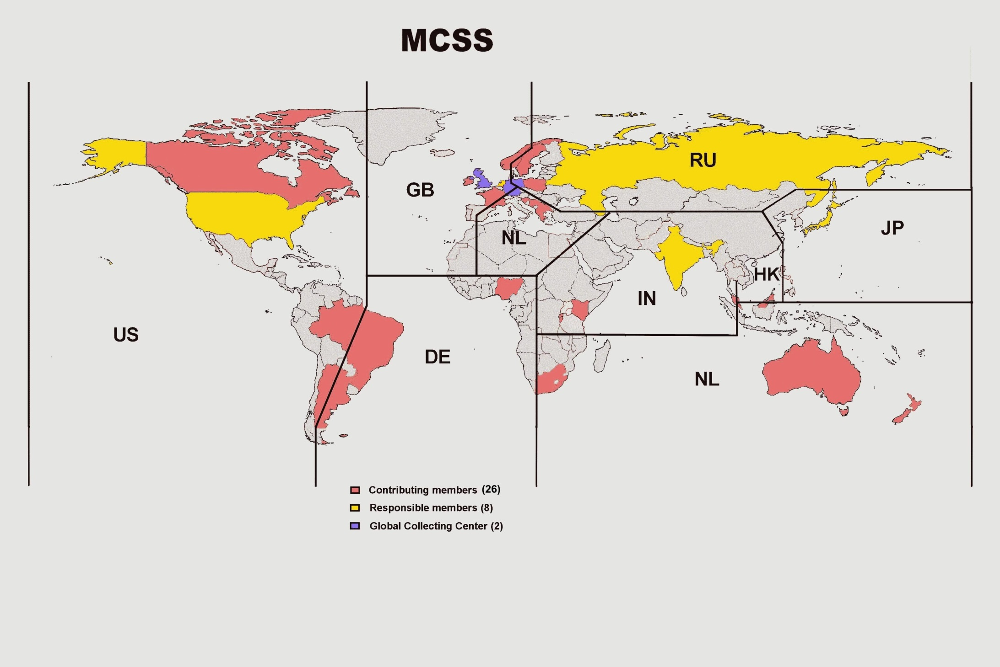 MCSS
RU
GB
JP
NL
HK
IN
US
DE
NL
Contributing members (26)
Responsible members (8)
Global Collecting Center (2)